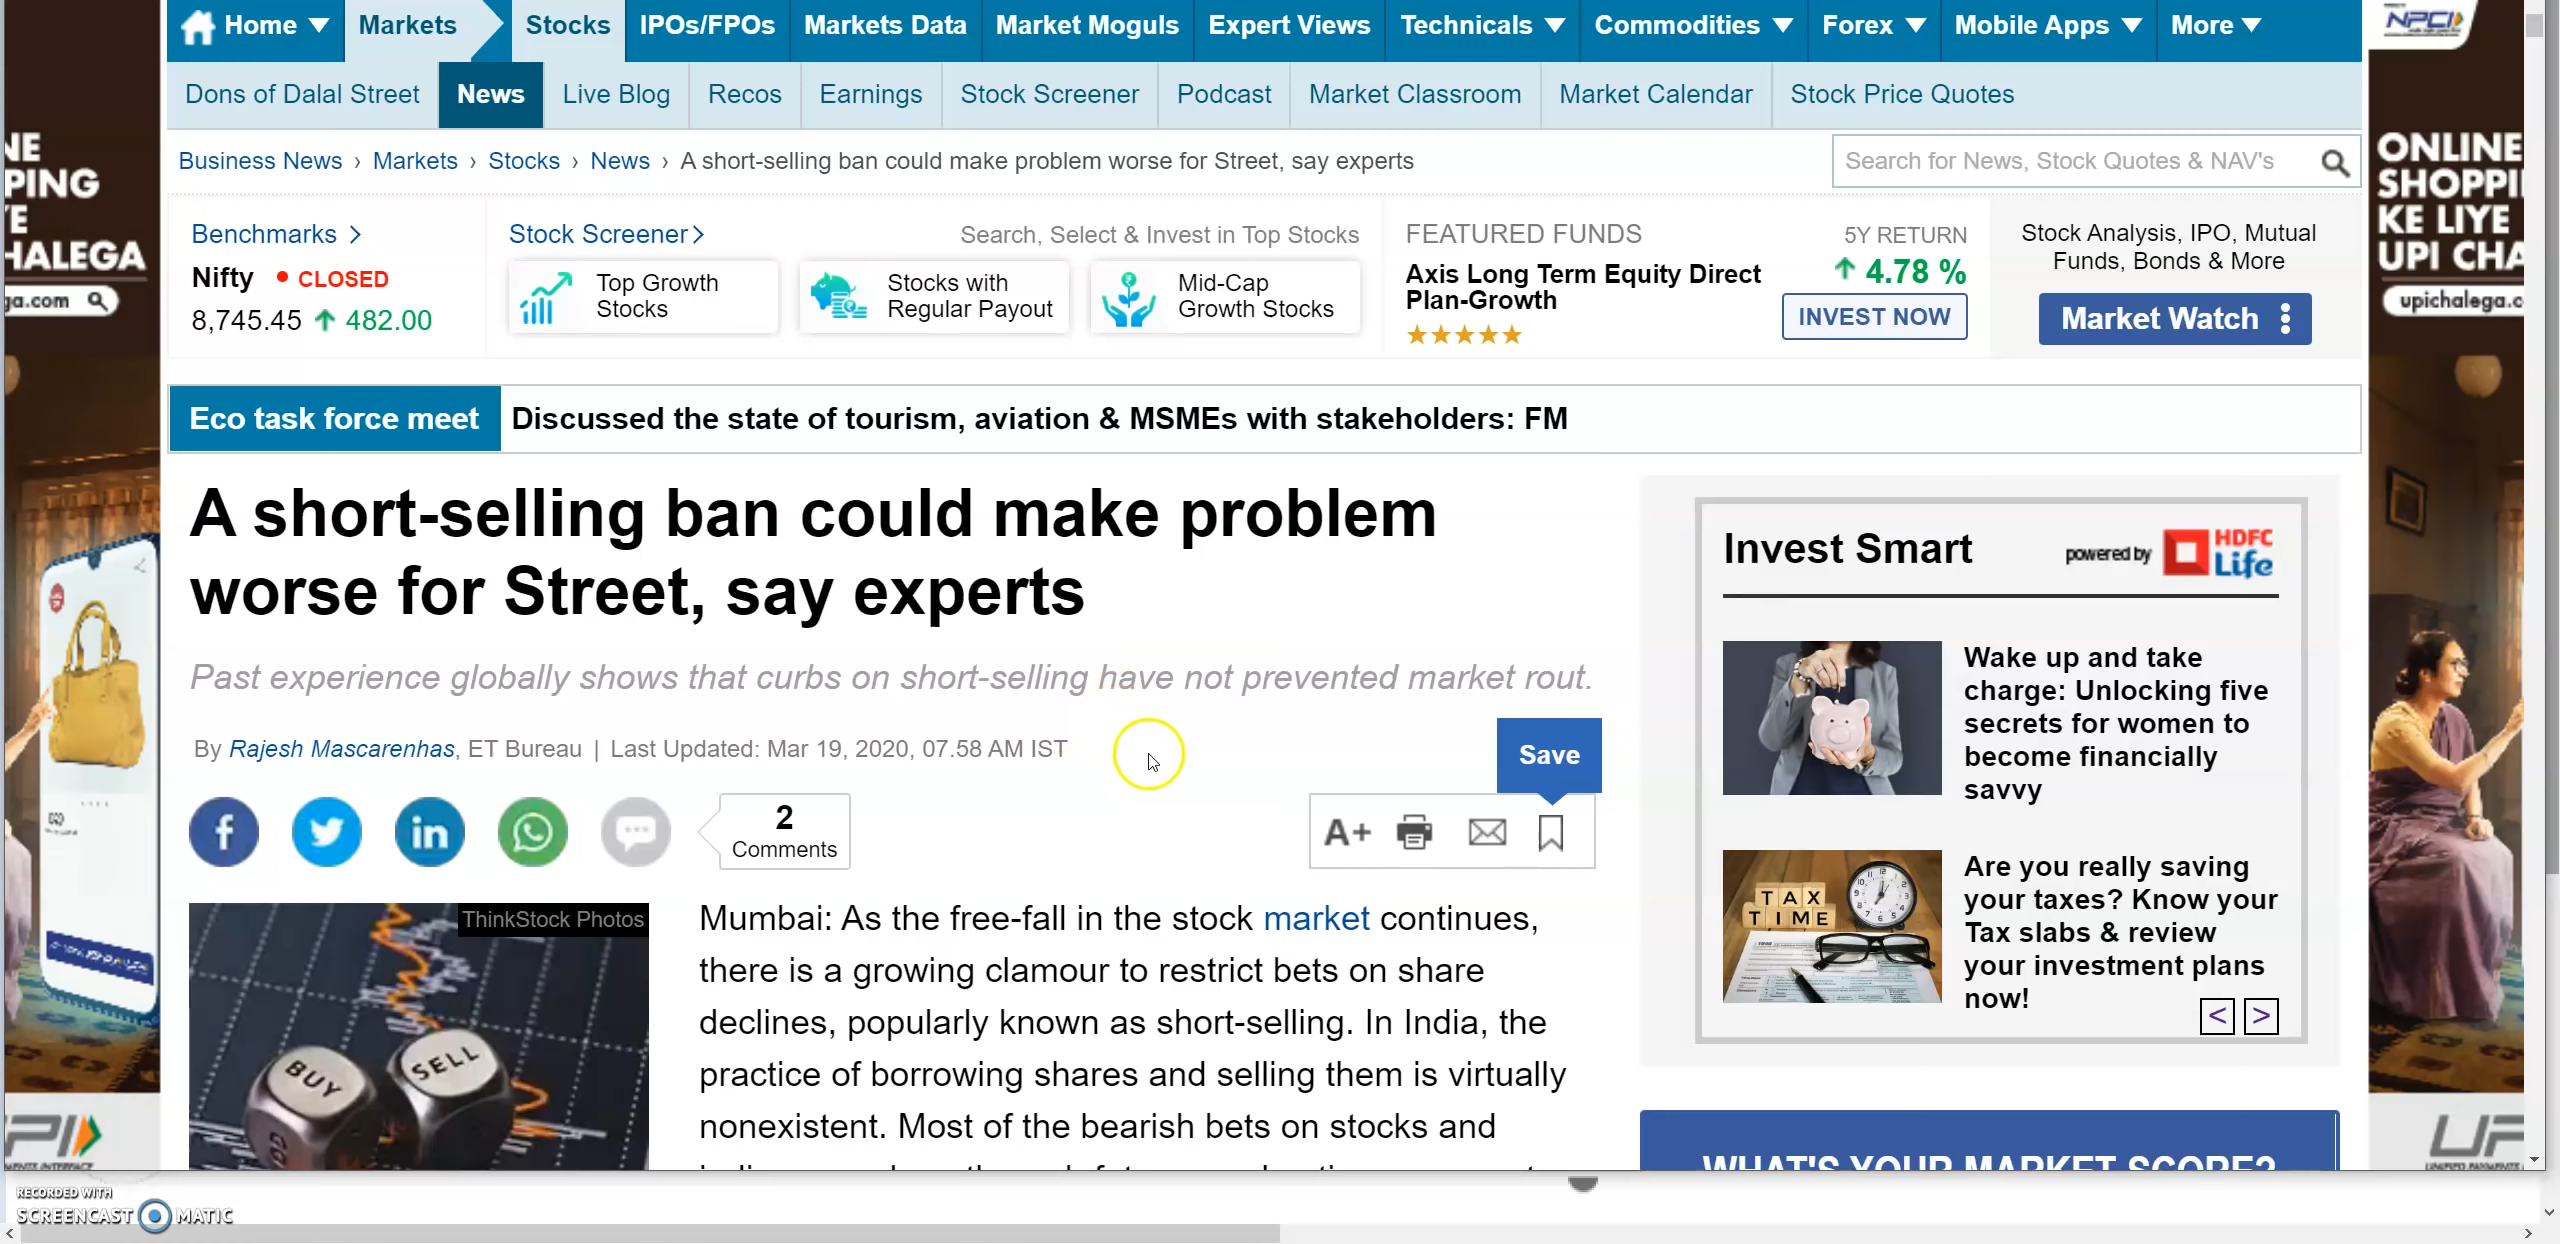 Home Markets Stocks IPOs/FPOs Markets Data Market Moguls Expert Views Technicals Commodities Forex Mobile Apps More
Dons of Dalal Street News Live Blog Recos Earnings Stock Screener Podcast Market Classroom Market Calendar Stock Price Quotes
Business News › Markets › Stocks › News › A short-selling ban could make problem worse for Street, say experts
Search for News, Stock Quotes & NAV's
Benchmarks >
Nifty • CLOSED
8,745.45 ↑ 482.00
Stock Screener>
Search, Select & Invest in Top Stocks
Top Growth
Stocks
Stocks with
Regular Payout
Mid-Cap
Growth Stocks
FEATURED FUNDS
Axis Long Term Equity Direct
Plan-Growth
★★★★★
5Y RETURN
↑ 4.78 %
INVEST NOW
Stock Analysis, IPO, Mutual
Funds, Bonds & More
Market Watch
Eco task force meet Discussed the state of tourism, aviation & MSMEs with stakeholders: FM
A short-selling ban could make problem
worse for Street, say experts
Past experience globally shows that curbs on short-selling have not prevented market rout.
By Rajesh Mascarenhas, ET Bureau | Last Updated: Mar 19, 2020, 07.58 AM IST
Save
2
Comments
A+
ThinkStock Photos
BUY
SELL
Mumbai: As the free-fall in the stock market continues,
there is a growing clamour to restrict bets on share
declines, popularly known as short-selling. In India, the
practice of borrowing shares and selling them is virtually
nonexistent. Most of the bearish bets on stocks and
Invest Smart
powered by
HDFC
Life
Wake up and take
charge: Unlocking five
secrets for women to
become financially
savvy
TAX
TIME
Are you really saving
your taxes? Know your
Tax slabs & review
your investment plans
now!
< >
WHAT'S YOUR MARKET SCORE?
NE
PING
E
HALEGA
ga.com
PI
NPCI
ONLINE
SHOPPI
KE LIYE
UPI CHA
upichalega.c
UP
RECORDED WITH
SCREENCAST MATIC